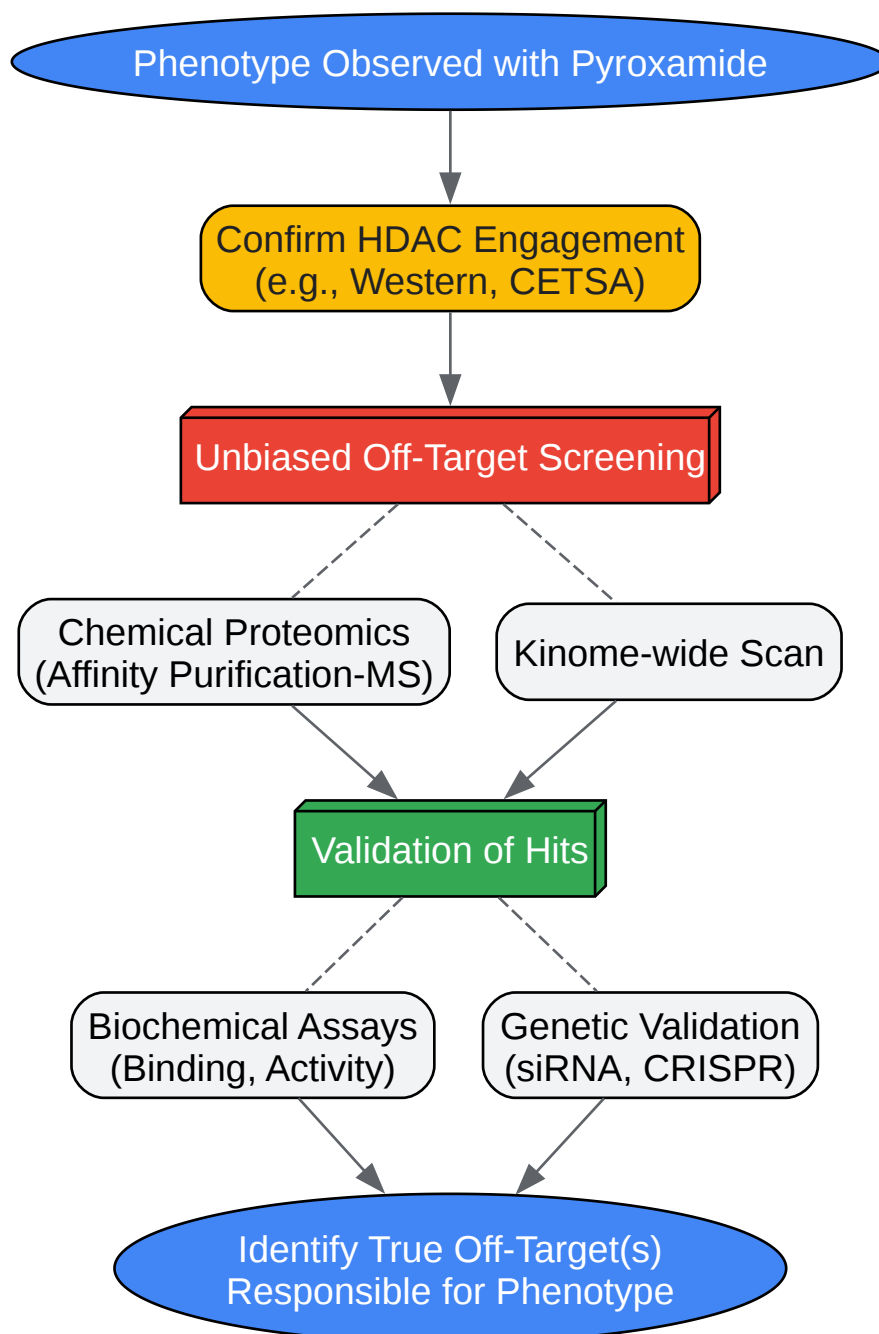 Phenotype Observed with Pyroxamide
Confirm HDAC Engagement
(e.g., Western, CETSA)
Unbiased Off-Target Screening
Chemical Proteomics
(Affinity Purification-MS)
Kinome-wide Scan
Validation of Hits
Biochemical Assays
(Binding, Activity)
Genetic Validation
(siRNA, CRISPR)
Identify True Off-Target(s)
Responsible for Phenotype